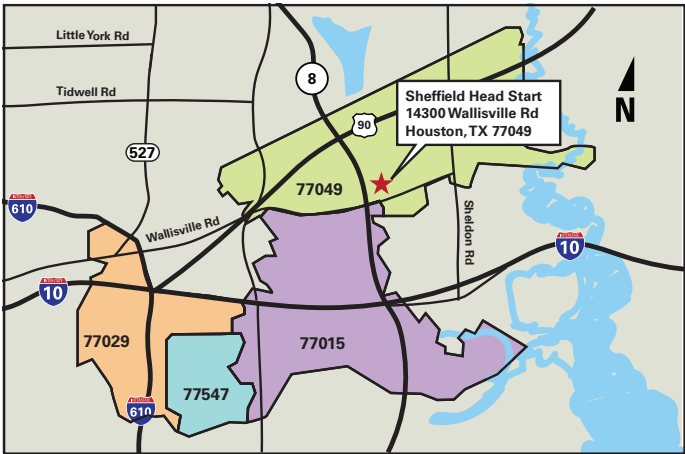 Little York Rd
8
Tidwell Rd
Sheffield Head Start
14300 Wallisville Rd
Houston, TX 77049
N
90
527
77049
610
Wallisville Rd
Sheldon Rd
10
10
77029
77015
77547
610